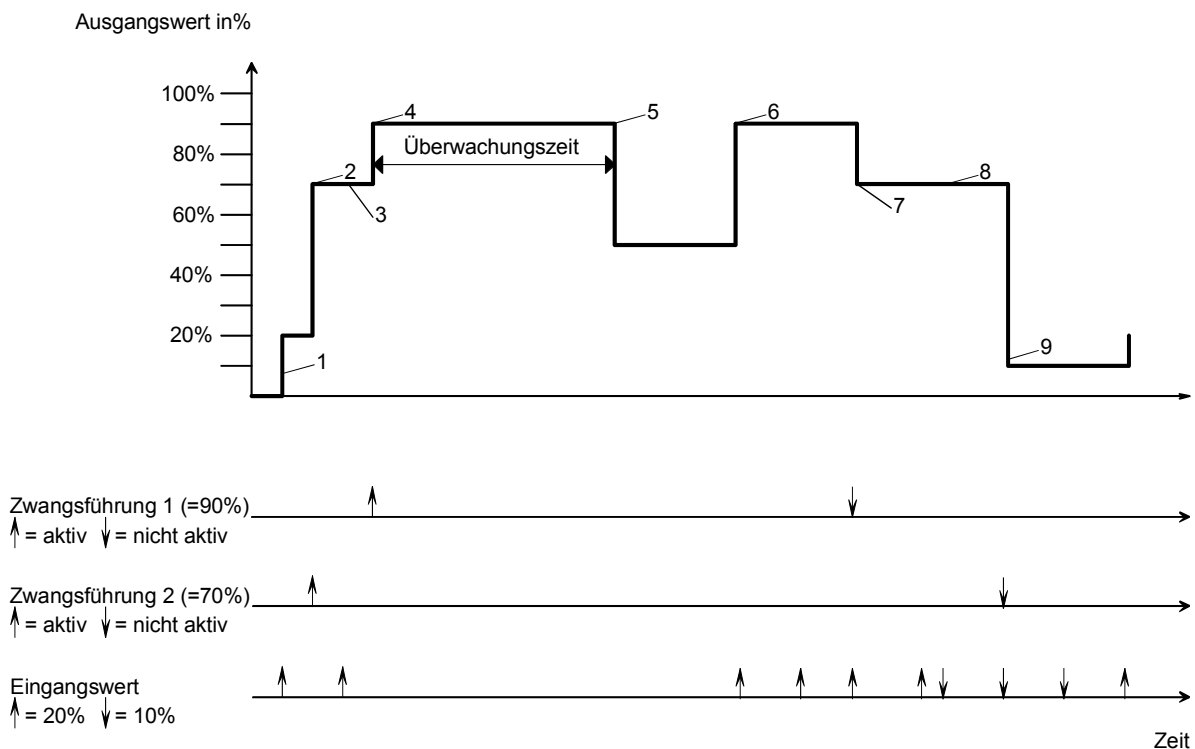 Ausgangswert in%
100%
80%
60%
40%
20%
4
5
6
Überwachungszeit
2
3
8
7
1
9
Zwangsführung 1 (=90%)
= aktiv = nicht aktiv
Zwangsführung 2 (=70%)
= aktiv = nicht aktiv
Eingangswert
= 20% = 10%
Zeit